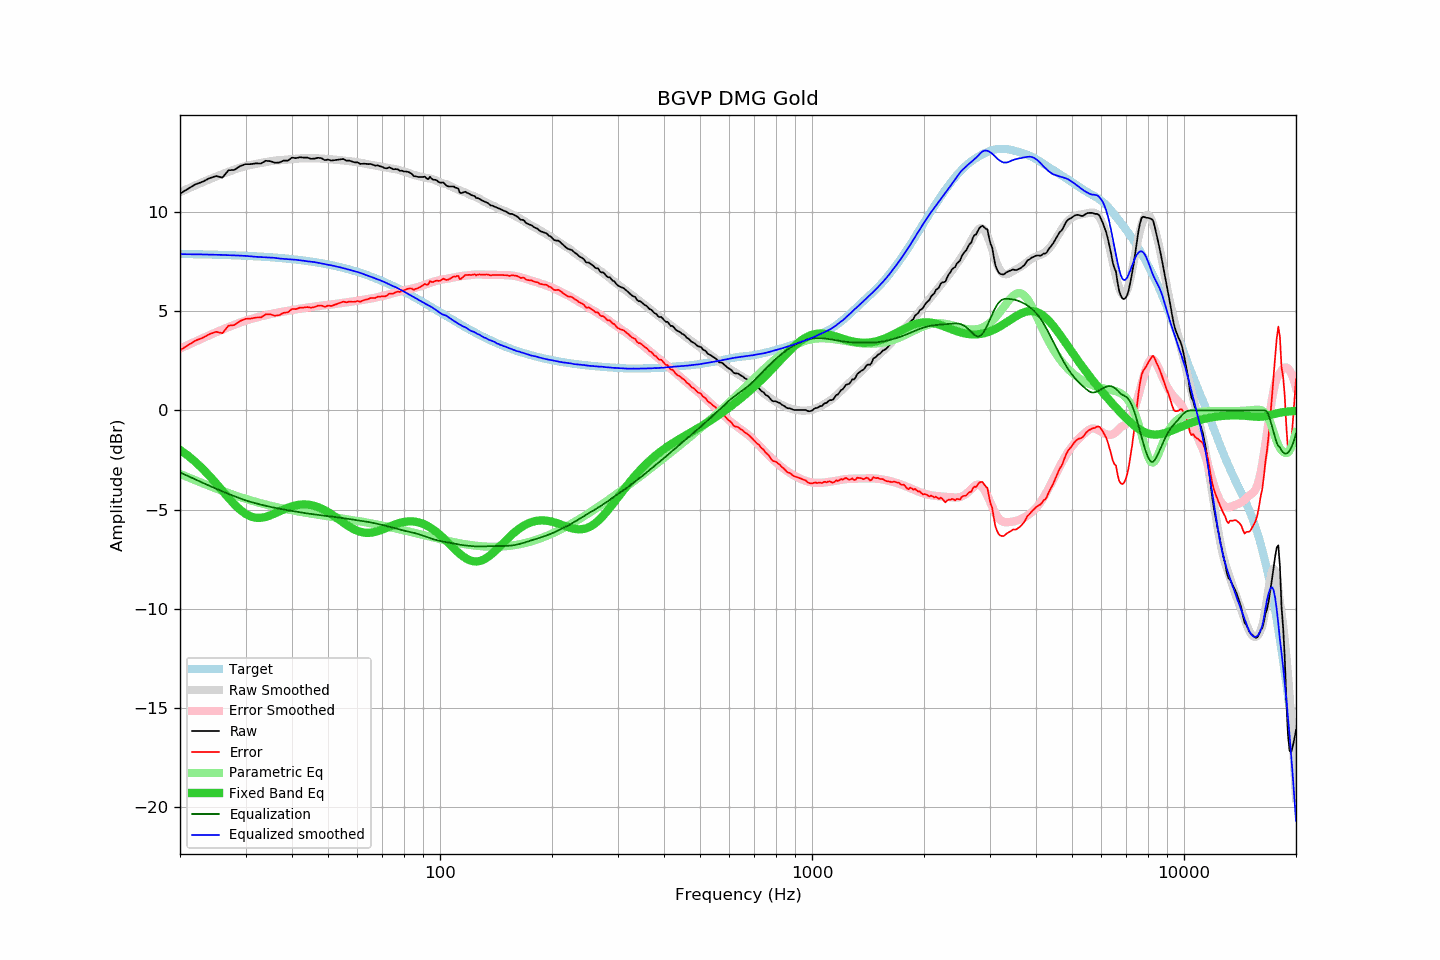 BGVP DMG Gold
Amplitude (dBr)
10
5
0
−5
−10
−15
−20
Target
Raw Smoothed
Error Smoothed
Raw
Error
Parametric Eq
Fixed Band Eq
Equalization
Equalized smoothed
100 1000 10000
Frequency (Hz)